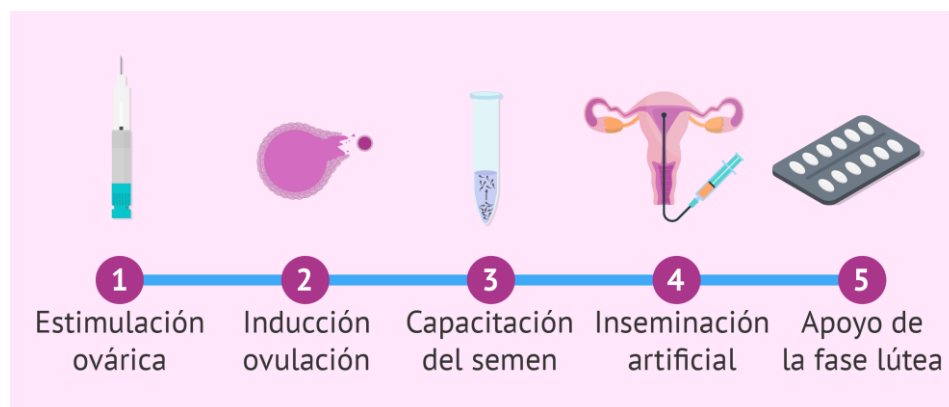 1 2 3 4 5
Estimulación ovárica
Inducción ovulación
Capacitación del semen
Inseminación artificial
Apoyo de la fase lútea